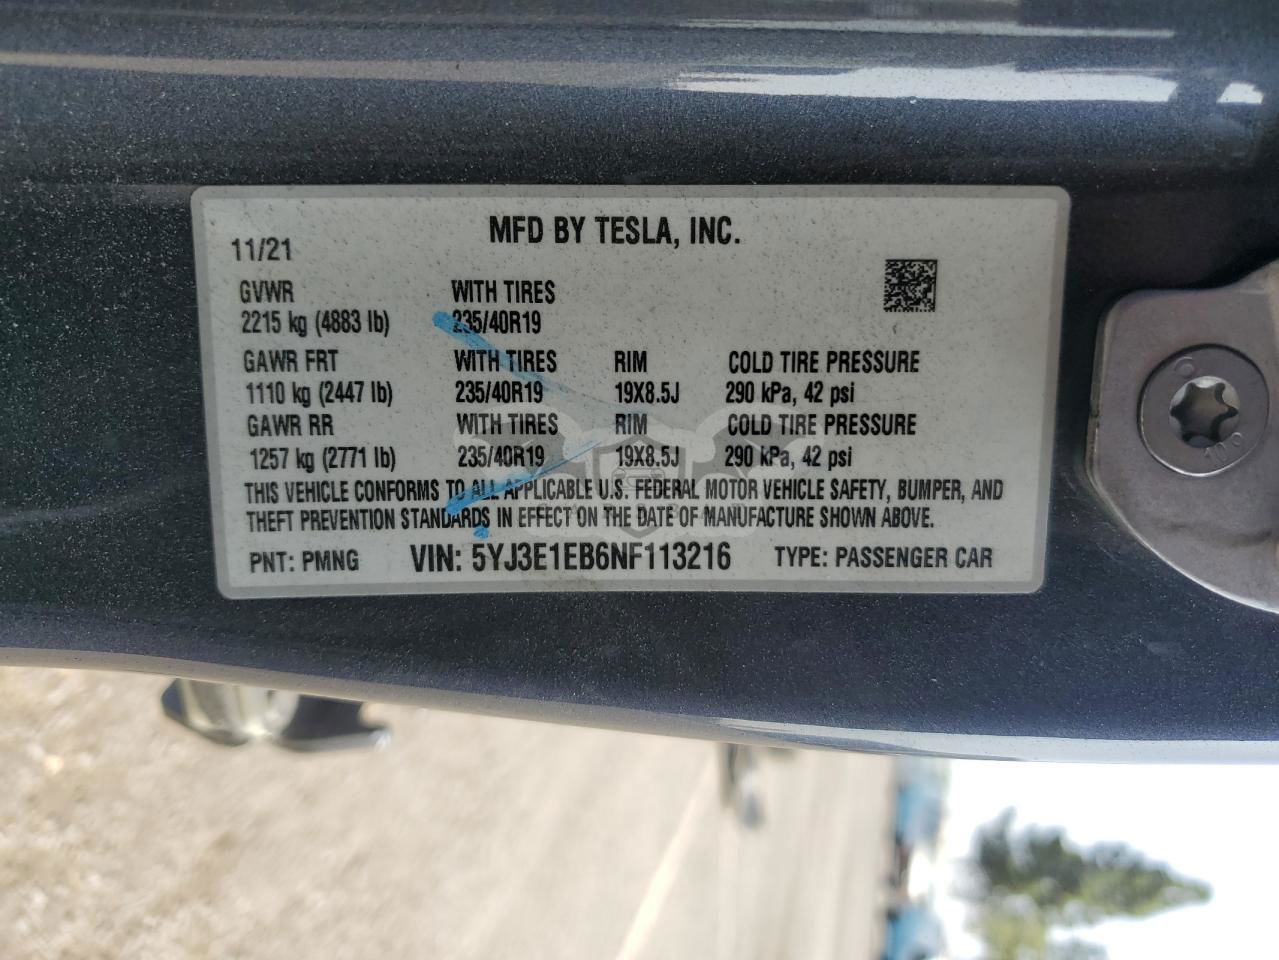 MFD BY TESLA, INC.
11/21
GVWR WITH TIRES
2215 kg (4883 lb) 235/40R19
GAWR FRT WITH TIRES RIM COLD TIRE PRESSURE
1110 kg (2447 lb) 235/40R19 19X8.5J 290 kPa, 42 psi
GAWR RR WITH TIRES RIM COLD TIRE PRESSURE
1257 kg (2771 lb) 235/40R19 19X8.5J 290 kPa, 42 psi
THIS VEHICLE CONFORMS TO ALL APPLICABLE U.S. FEDERAL MOTOR VEHICLE SAFETY, BUMPER, AND
THEFT PREVENTION STANDARDS IN EFFECT ON THE DATE OF MANUFACTURE SHOWN ABOVE.
PNT: PMNG VIN: 5YJ3E1EB6NF113216 TYPE: PASSENGER CAR